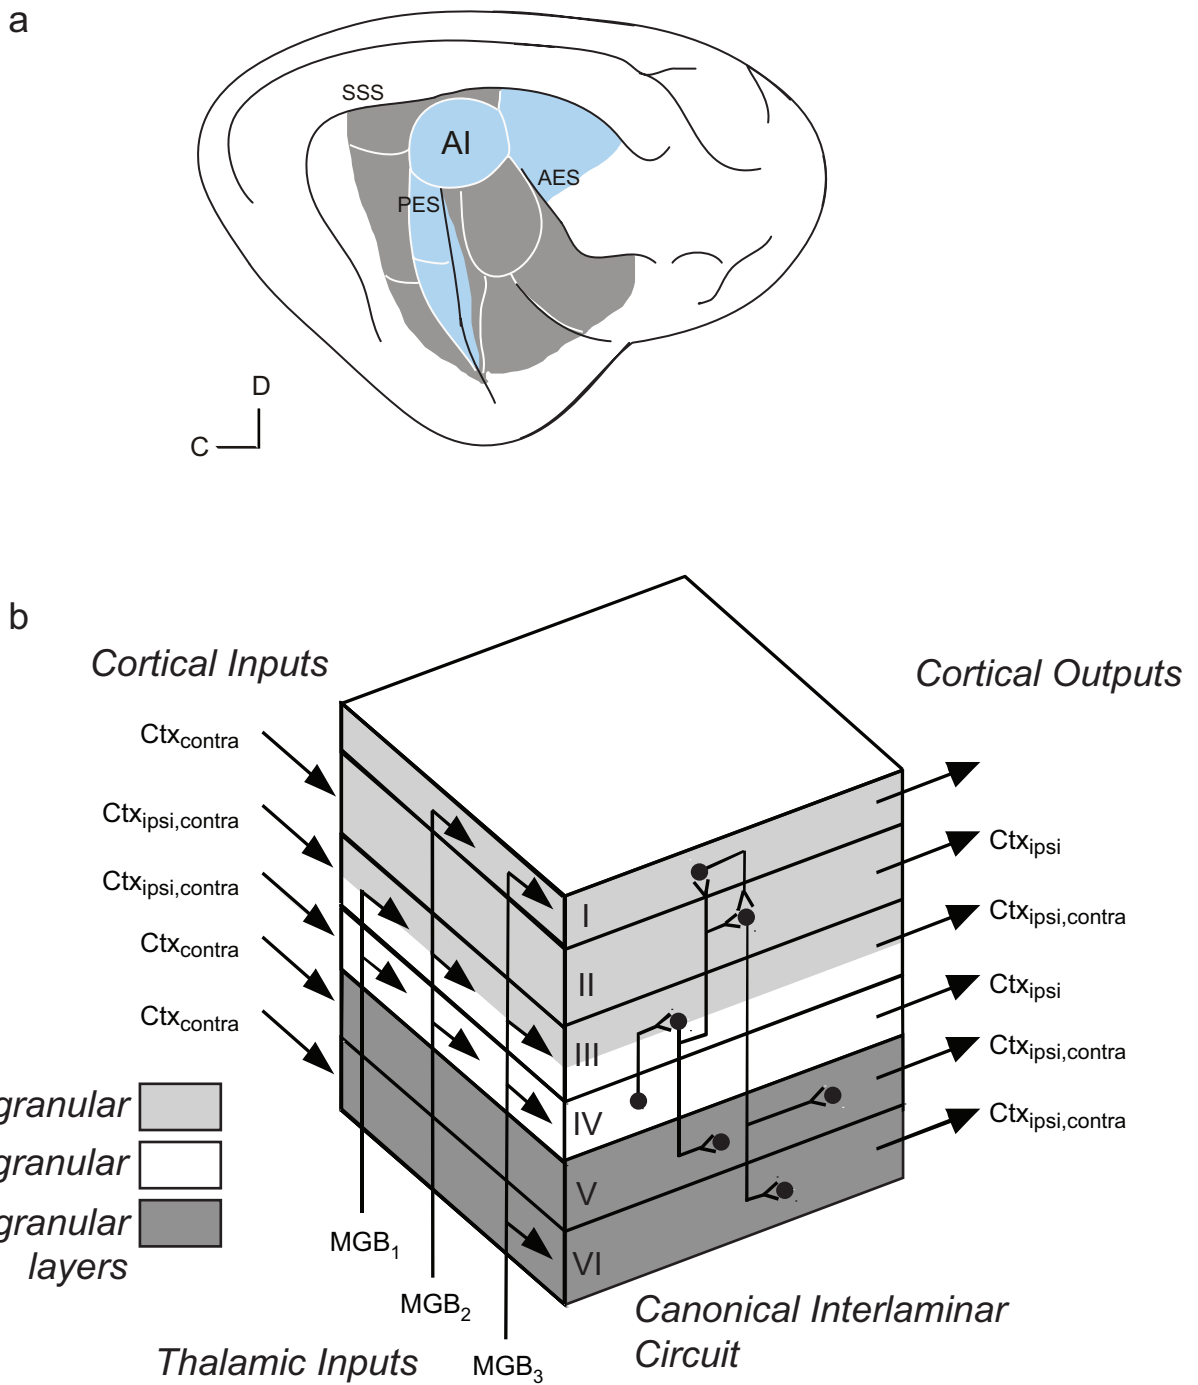 a
SSS
AI
AES
PES
D
C
b
Cortical Inputs
Cortical Outputs
Ctxcontra
Ctxipsi,contra
Ctxipsi,contra
Ctxcontra
Ctxcontra
Ctxipsi
Ctxipsi,contra
Ctxipsi
Ctxipsi,contra
Ctxipsi,contra
I
II
III
IV
V
VI
granular
granular
granular
layers
MGB1
MGB2
MGB3
Thalamic Inputs
Canonical Interlaminar
Circuit